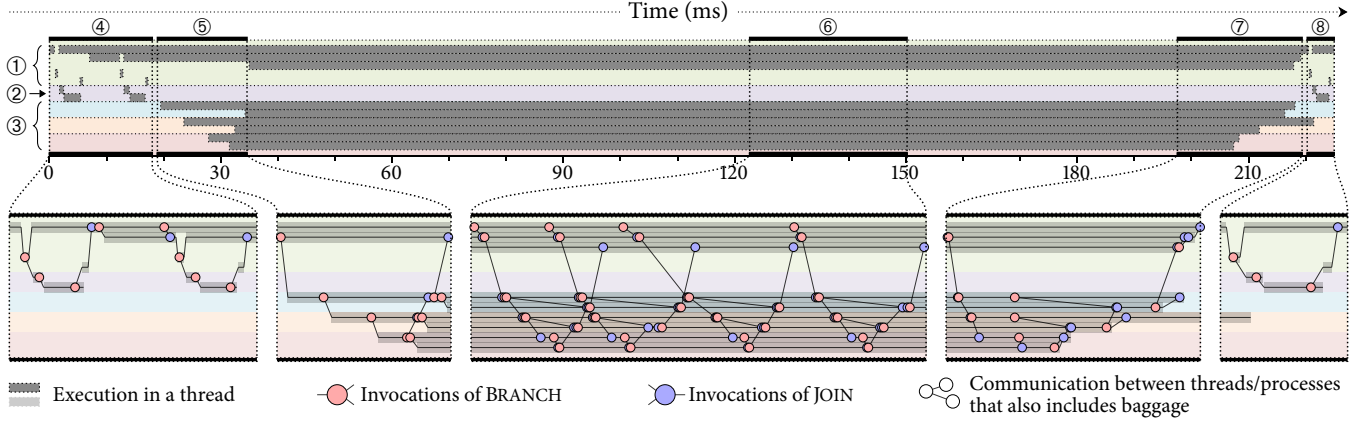 Time (ms)
④ ⑤ ⑥ ⑦ ⑧
①
②
③
0 30 60 90 120 150 180 210
Execution in a thread
Invocations of BRANCH
Invocations of JOIN
Communication between threads/processes
that also includes baggage